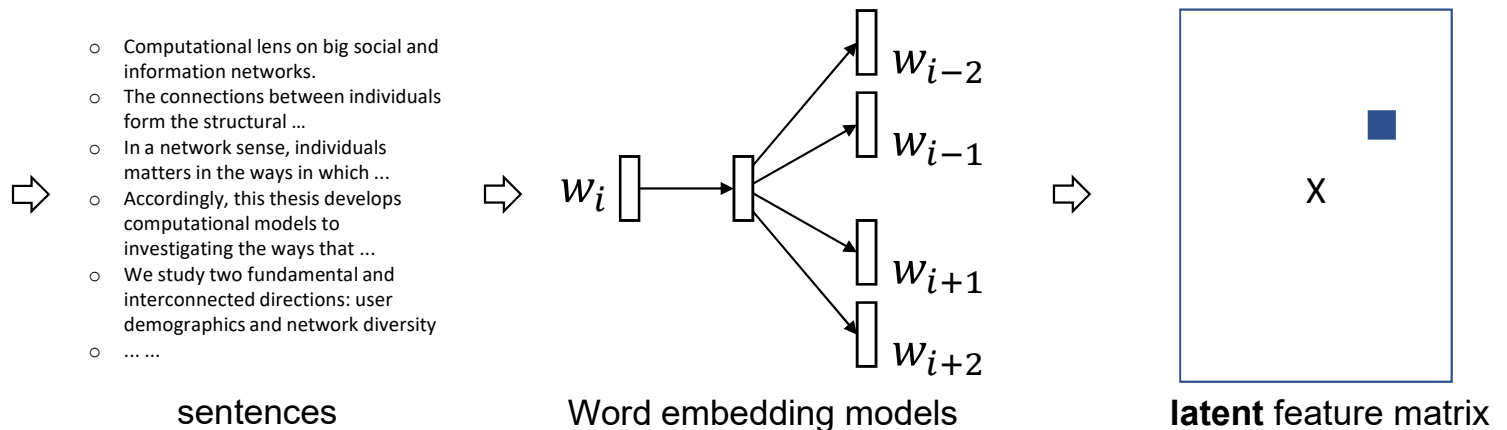 ○ Computational lens on big social and
information networks.
○ The connections between individuals
form the structural ...
○ In a network sense, individuals
matters in the ways in which ...
○ Accordingly, this thesis develops
computational models to
investigating the ways that ...
○ We study two fundamental and
interconnected directions: user
demographics and network diversity
○ ... ...
sentences
w_i
w_{i−2}
w_{i−1}
w_{i+1}
w_{i+2}
Word embedding models
X
latent feature matrix